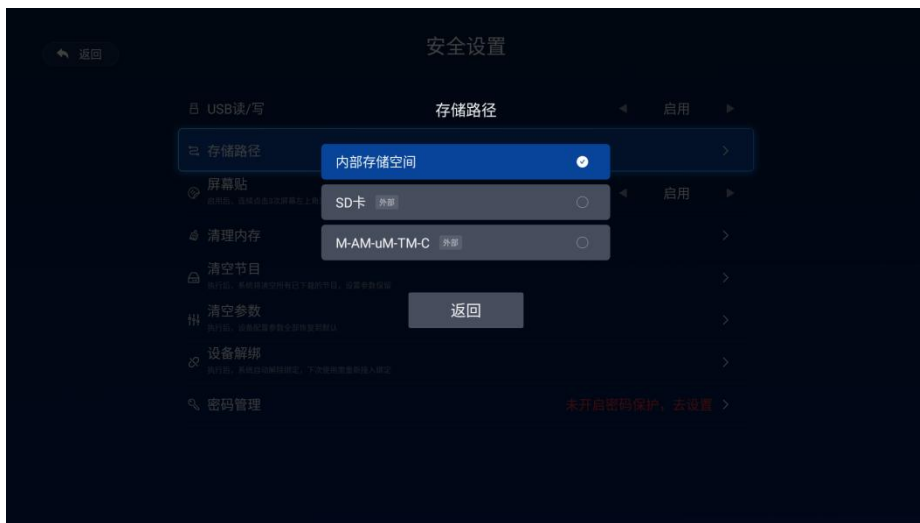 返回
安全设置
USB读/写
存储路径
启用
存储路径
内部存储空间
屏幕贴
启用
SD卡 外部
清理内存
M-AM-uM-TM-C 外部
清空节目
返回
清空参数
设备解绑
密码管理
未开启密码保护，去设置